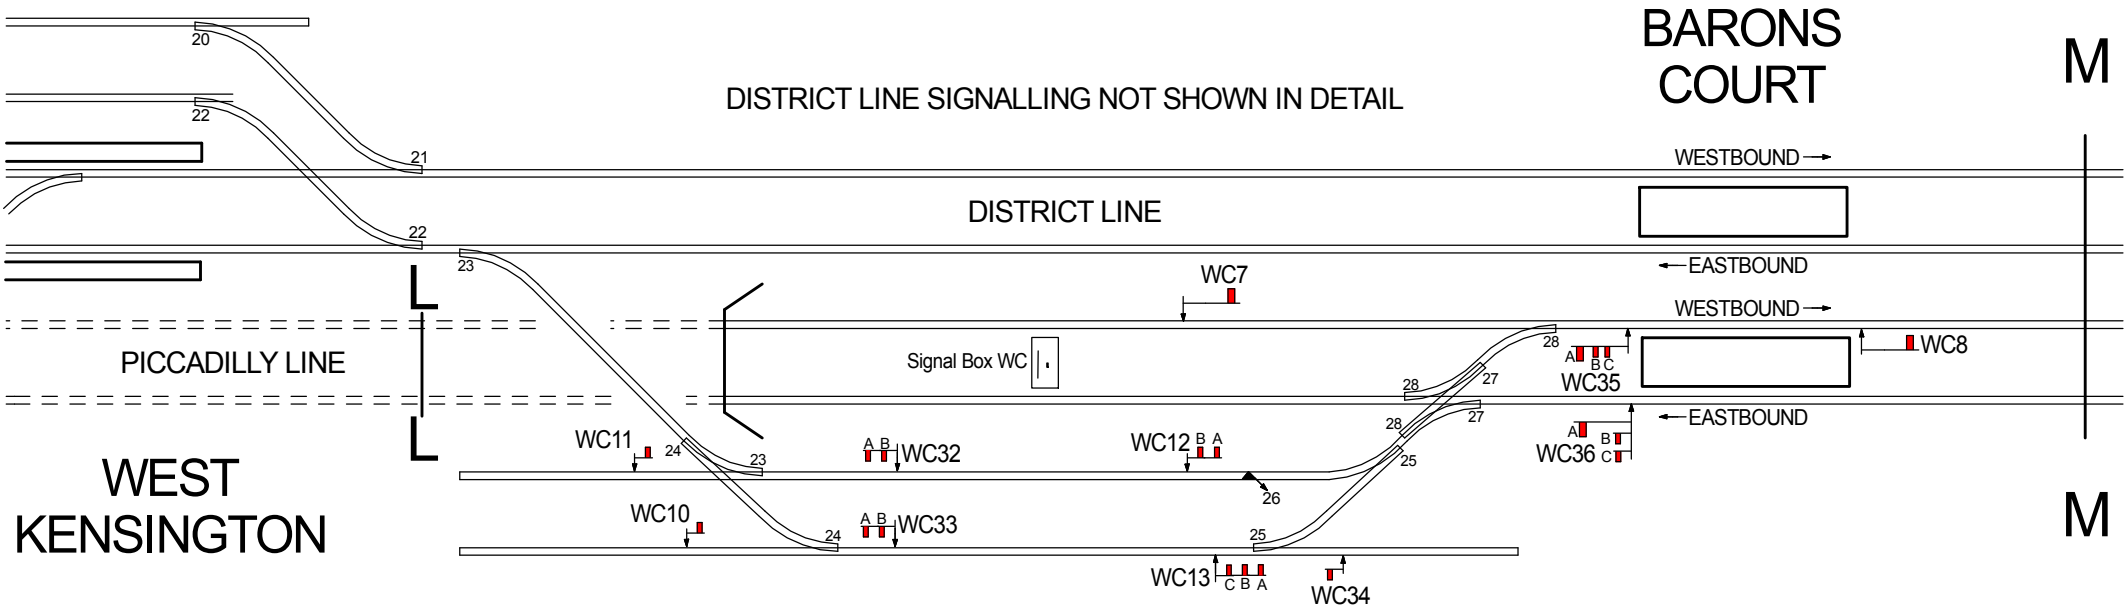 BARONS
COURT
M
20
DISTRICT LINE SIGNALLING NOT SHOWN IN DETAIL
22
21
WESTBOUND
DISTRICT LINE
22
23
EASTBOUND
L
WC7
WESTBOUND
PICCADILLY LINE
Signal Box WC
28
A B C
WC35
WC8
27
28
27
L
EASTBOUND
A
B
C
WC36
WC11
24
23
A B
WC32
WC12
B A
28
25
26
WEST
KENSINGTON
WC10
24
A B
WC33
25
WC13
C B A
WC34
M